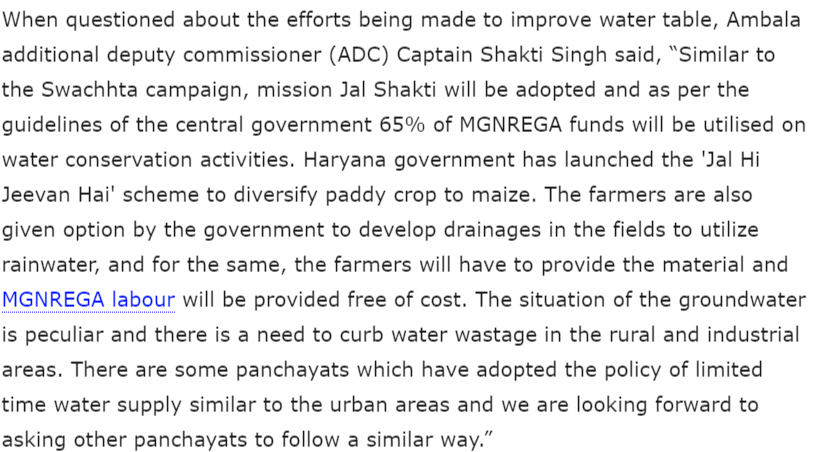 When questioned about the efforts being made to improve water table, Ambala
additional deputy commissioner (ADC) Captain Shakti Singh said, “Similar to
the Swachhta campaign, mission Jal Shakti will be adopted and as per the
guidelines of the central government 65% of MGNREGA funds will be utilised on
water conservation activities. Haryana government has launched the 'Jal Hi
Jeevan Hai' scheme to diversify paddy crop to maize. The farmers are also
given option by the government to develop drainages in the fields to utilize
rainwater, and for the same, the farmers will have to provide the material and
MGNREGA labour will be provided free of cost. The situation of the groundwater
is peculiar and there is a need to curb water wastage in the rural and industrial
areas. There are some panchayats which have adopted the policy of limited
time water supply similar to the urban areas and we are looking forward to
asking other panchayats to follow a similar way.”